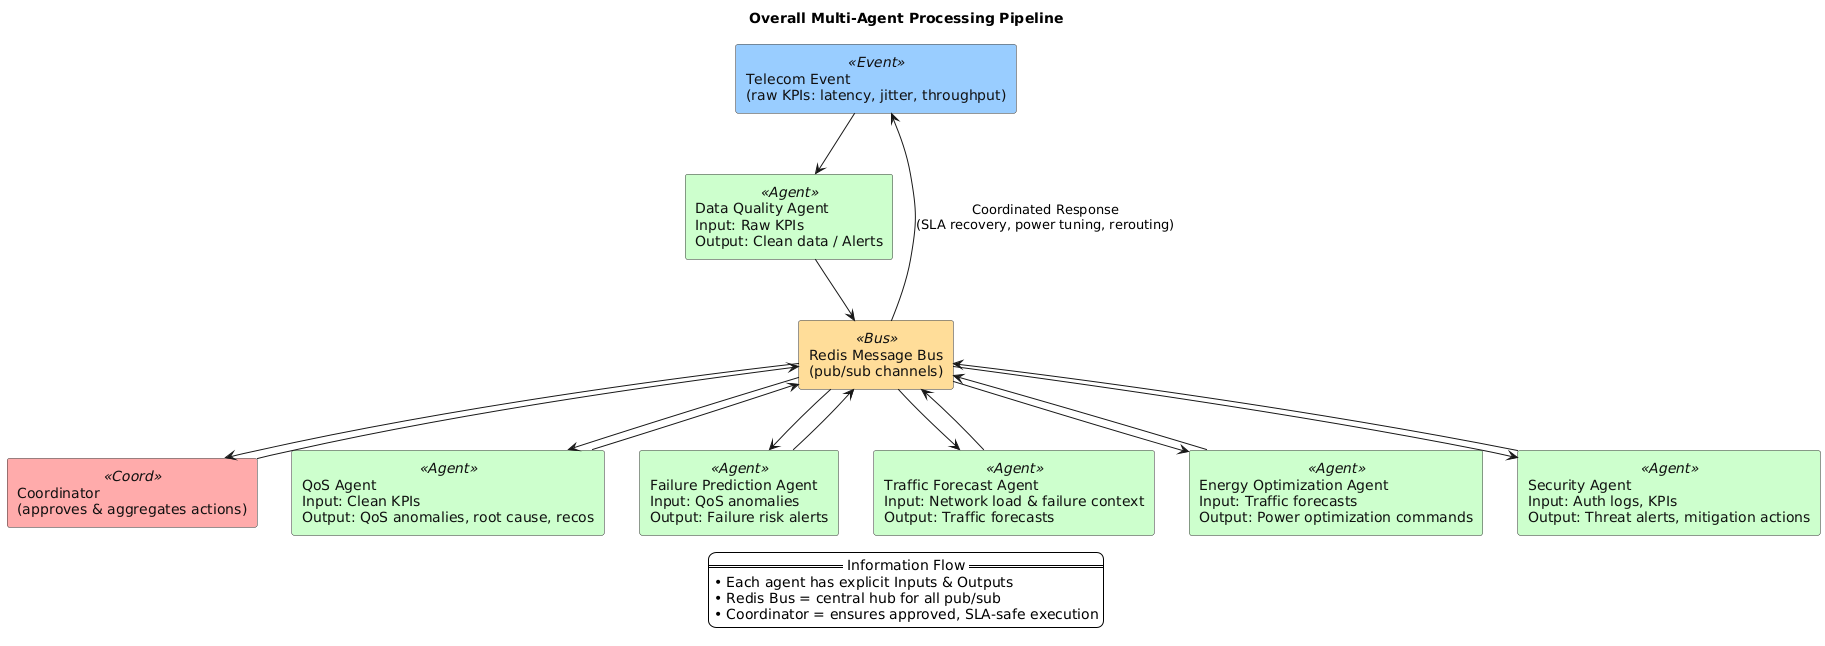 Overall Multi-Agent Processing Pipeline
«Event»
Telecom Event
(raw KPIs: latency, jitter, throughput)
«Agent»
Data Quality Agent
Input: Raw KPIs
Output: Clean data / Alerts
Coordinated Response
(SLA recovery, power tuning, rerouting)
«Bus»
Redis Message Bus
(pub/sub channels)
«Coord»
Coordinator
(approves & aggregates actions)
«Agent»
QoS Agent
Input: Clean KPIs
Output: QoS anomalies, root cause, recos
«Agent»
Failure Prediction Agent
Input: QoS anomalies
Output: Failure risk alerts
«Agent»
Traffic Forecast Agent
Input: Network load & failure context
Output: Traffic forecasts
«Agent»
Energy Optimization Agent
Input: Traffic forecasts
Output: Power optimization commands
«Agent»
Security Agent
Input: Auth logs, KPIs
Output: Threat alerts, mitigation actions
Information Flow
• Each agent has explicit Inputs & Outputs
• Redis Bus = central hub for all pub/sub
• Coordinator = ensures approved, SLA-safe execution